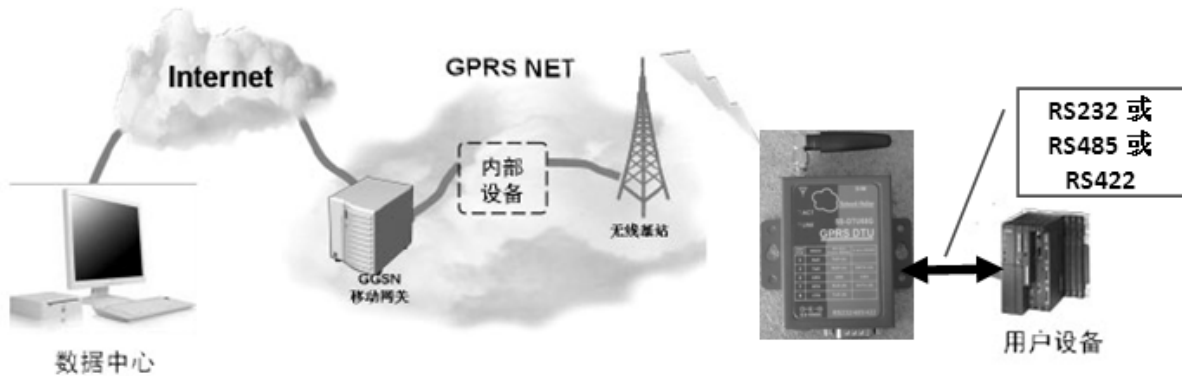 Internet
GPRS NET
内部
设备
GGSN
移动网关
无线基站
数据中心
GPRS DTU
RS232 或
RS485 或
RS422
用户设备